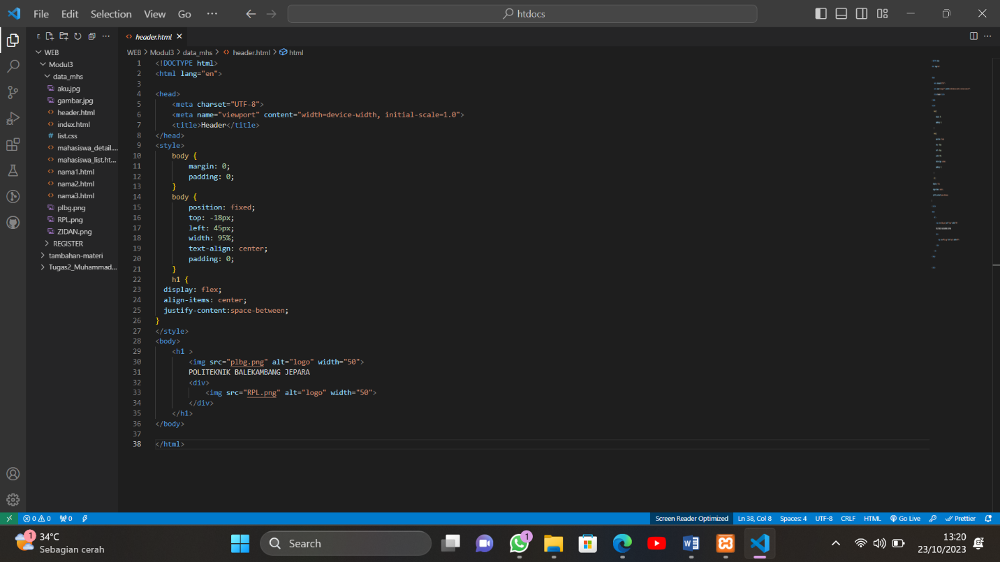 File Edit Selection View Go ··· htdocs
E
header.html
WEB
Modul3
data_mhs
aku.jpg
gambar.jpg
header.html
index.html
list.css
mahasiswa_detail....
mahasiswa_list.ht...
nama1.html
nama2.html
nama3.html
plbg.png
RPL.png
ZIDAN.png
REGISTER
tambahan-materi
Tugas2_Muhammad...
WEB > Modul3 > data_mhs > header.html > html
1 <!DOCTYPE html>
2 <html lang="en">
3
4 <head>
5 <meta charset="UTF-8">
6 <meta name="viewport" content="width=device-width, initial-scale=1.0">
7 <title>Header</title>
8 </head>
9 <style>
10 body {
11 margin: 0;
12 padding: 0;
13 }
14 body {
15 position: fixed;
16 top: -18px;
17 left: 45px;
18 width: 95%;
19 text-align: center;
20 padding: 0;
21 }
22 h1 {
23 display: flex;
24 align-items: center;
25 justify-content:space-between;
26 }
27 </style>
28 <body>
29 <h1 >
30 <img src="plbg.png" alt="logo" width="50">
31 POLITEKNIK BALEKAMBANG JEPARA
32 <div>
33 <img src="RPL.png" alt="logo" width="50">
34 </div>
35 </h1>
36 </body>
37
38 </html>
0 0 0 Screen Reader Optimized Ln 38, Col 8 Spaces: 4 UTF-8 CRLF HTML Go Live Prettier
1 34°C
Sebagian cerah
Search
1
13:20
23/10/2023